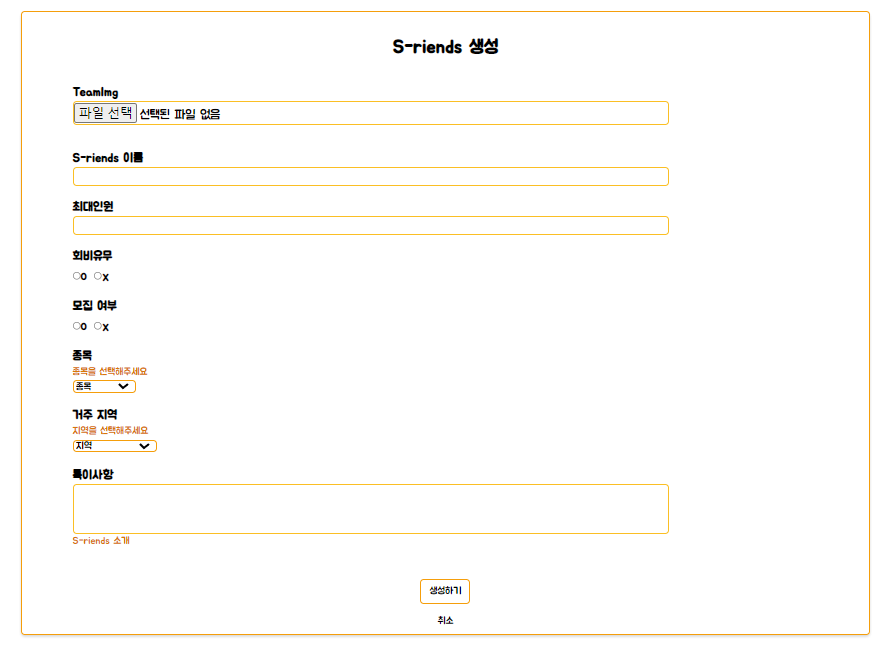 S-riends 생성
TeamImg
파일 선택 선택된 파일 없음
S-riends 이름
최대인원
회비유무
O X
모집 여부
O X
종목
종목을 선택해주세요
종목
거주 지역
지역을 선택해주세요
지역
특이사항
S-riends 소개
생성하기
취소